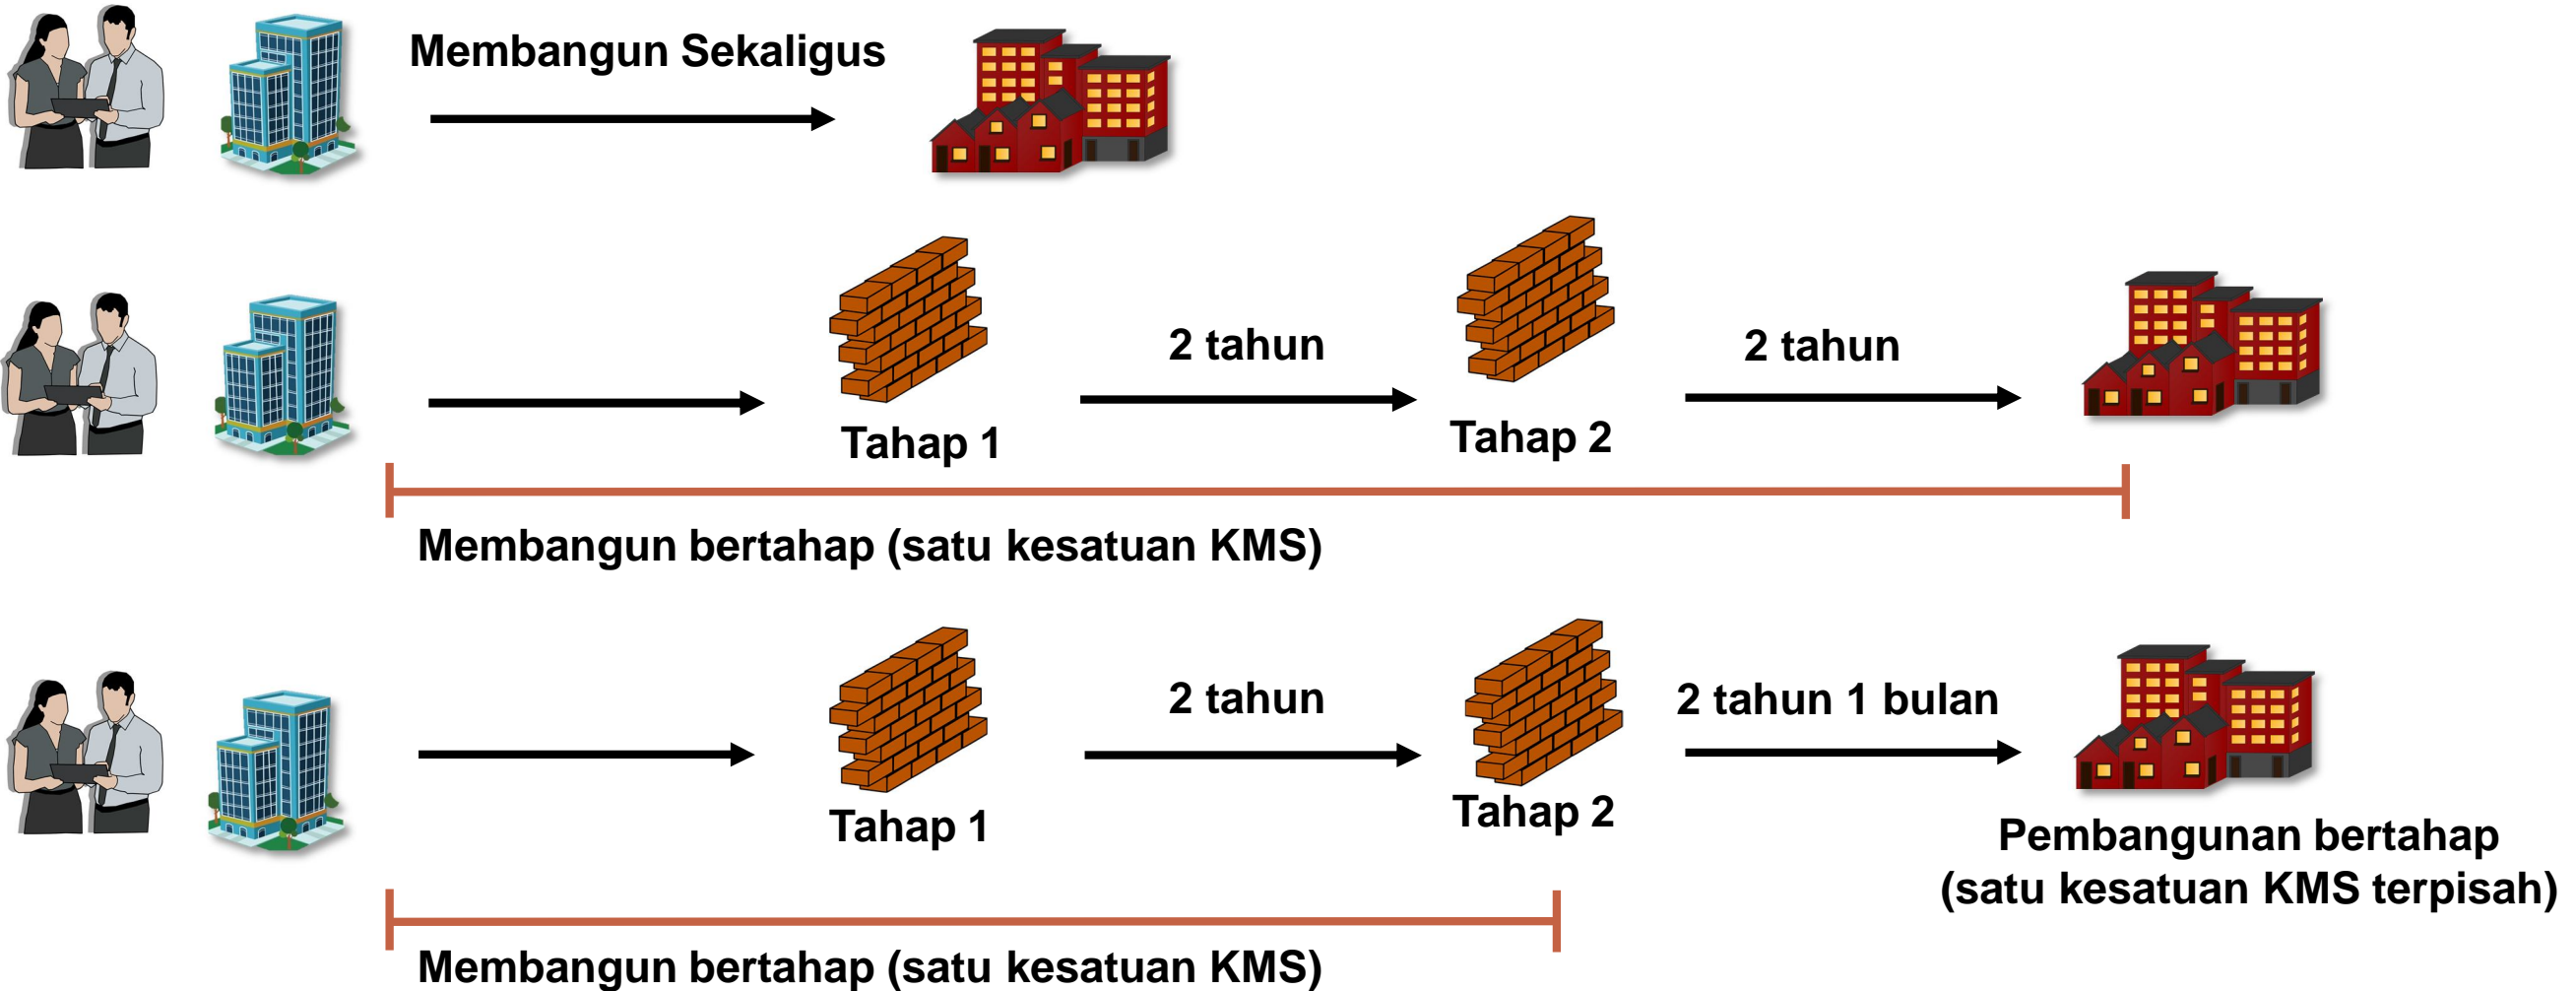 Membangun Sekaligus
2 tahun
2 tahun
Tahap 1
Tahap 2
Membangun bertahap (satu kesatuan KMS)
2 tahun
2 tahun 1 bulan
Tahap 1
Tahap 2
Pembangunan bertahap
(satu kesatuan KMS terpisah)
Membangun bertahap (satu kesatuan KMS)